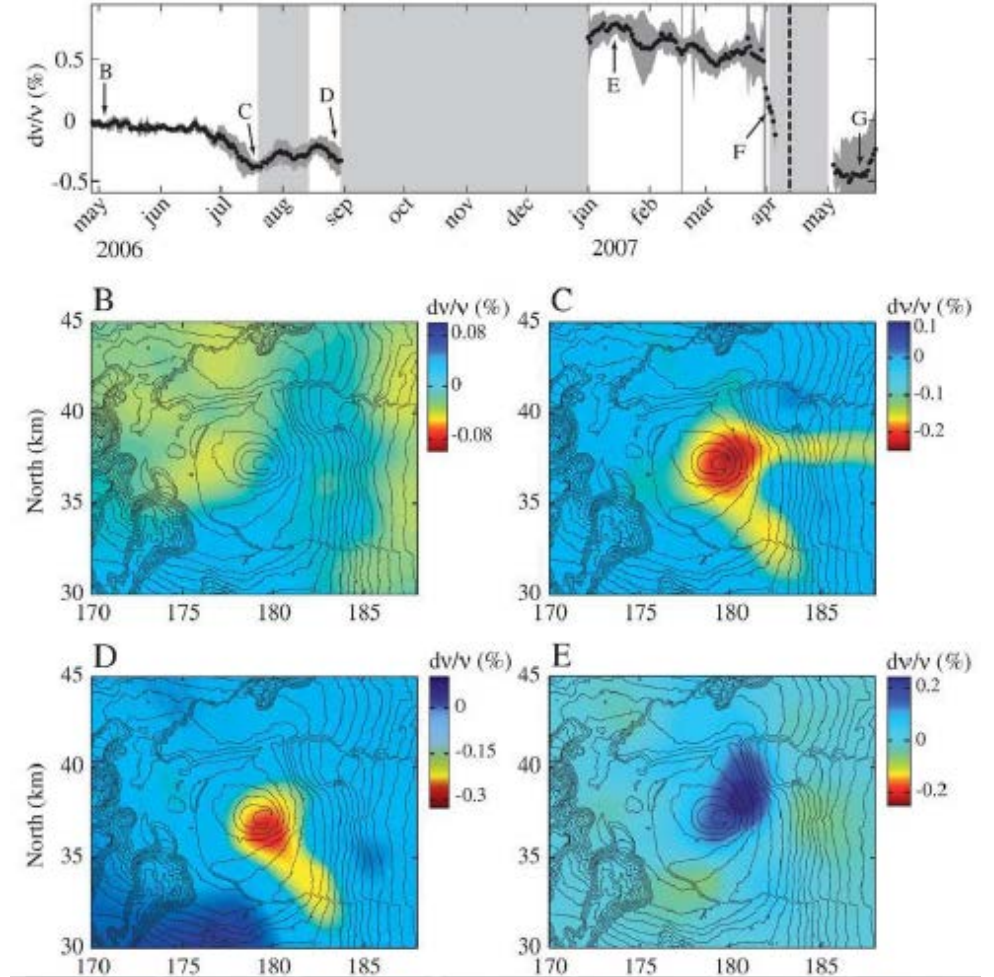 0.5
0
-0.5
dv/v (%)
B
C
D
E
F
G
may jun jul aug sep oct nov dec jan feb mar apr may
2006 2007
B
dv/v (%)
0.08
0
-0.08
North (km)
45
40
35
30
170 175 180 185
C
dv/v (%)
0.1
0
-0.1
-0.2
45
40
35
30
170 175 180 185
D
dv/v (%)
0
-0.15
-0.3
North (km)
45
40
35
30
170 175 180 185
E
dv/v (%)
0.2
0
-0.2
45
40
35
30
170 175 180 185